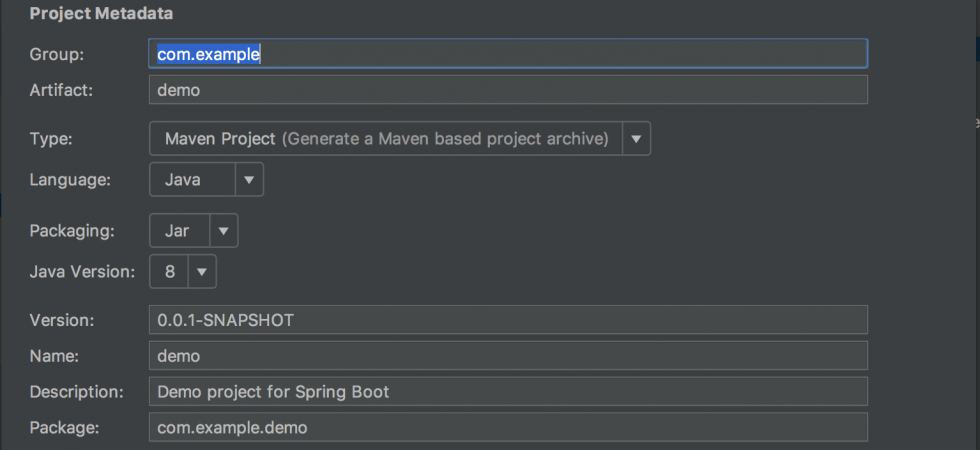 Project Metadata
Group: com.example
Artifact: demo
Type: Maven Project (Generate a Maven based project archive)
Language: Java
Packaging: Jar
Java Version: 8
Version: 0.0.1-SNAPSHOT
Name: demo
Description: Demo project for Spring Boot
Package: com.example.demo